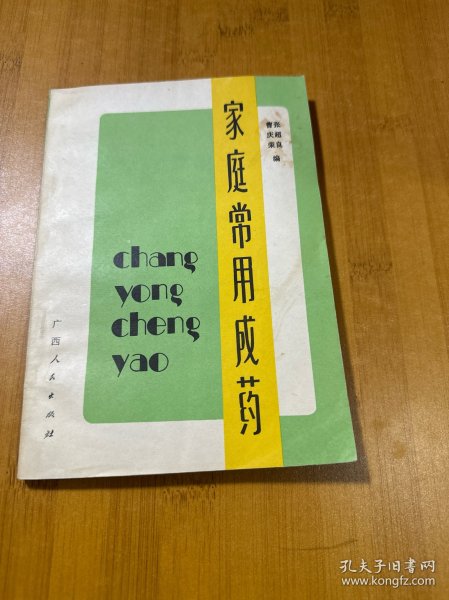 家庭常用成药
张超良
曹庆荣
编
chang
yong
cheng
yao
广西人民出版社
孔夫子旧书网
www.kongfz.com